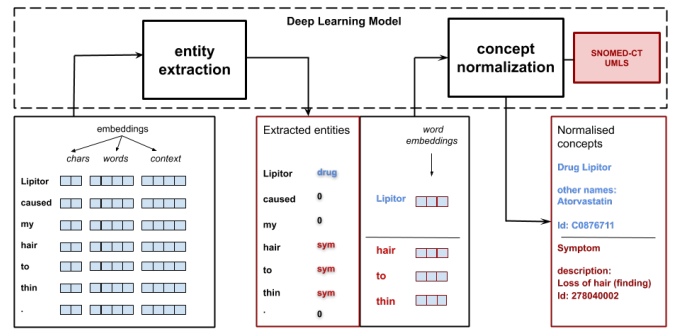 Deep Learning Model
entity
extraction
concept
normalization
SNOMED-CT
UMLS
embeddings
chars words context
Lipitor
caused
my
hair
to
thin
.
Extracted entities
Lipitor drug
caused 0
my 0
hair sym
to sym
thin sym
. 0
word
embeddings
Lipitor
hair
to
thin
Normalised
concepts
Drug Lipitor
other names:
Atorvastatin
Id: C0876711
Symptom
description:
Loss of hair (finding)
Id: 278040002